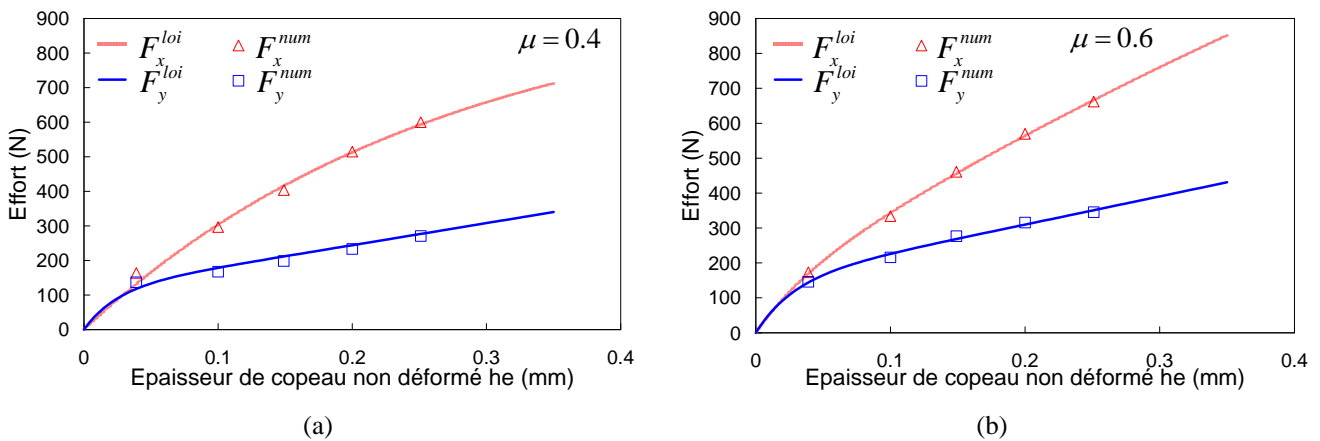 900
800
700
600
500
400
300
200
100
0
Effort (N)
F_x^{loi} F_x^{num} μ = 0.4
F_y^{loi} F_y^{num}
0 0.1 0.2 0.3 0.4
Epaisseur de copeau non déformé he (mm)
(a)
900
800
700
600
500
400
300
200
100
0
Effort (N)
F_x^{loi} F_x^{num} μ = 0.6
F_y^{loi} F_y^{num}
0 0.1 0.2 0.3 0.4
Epaisseur de copeau non déformé he (mm)
(b)